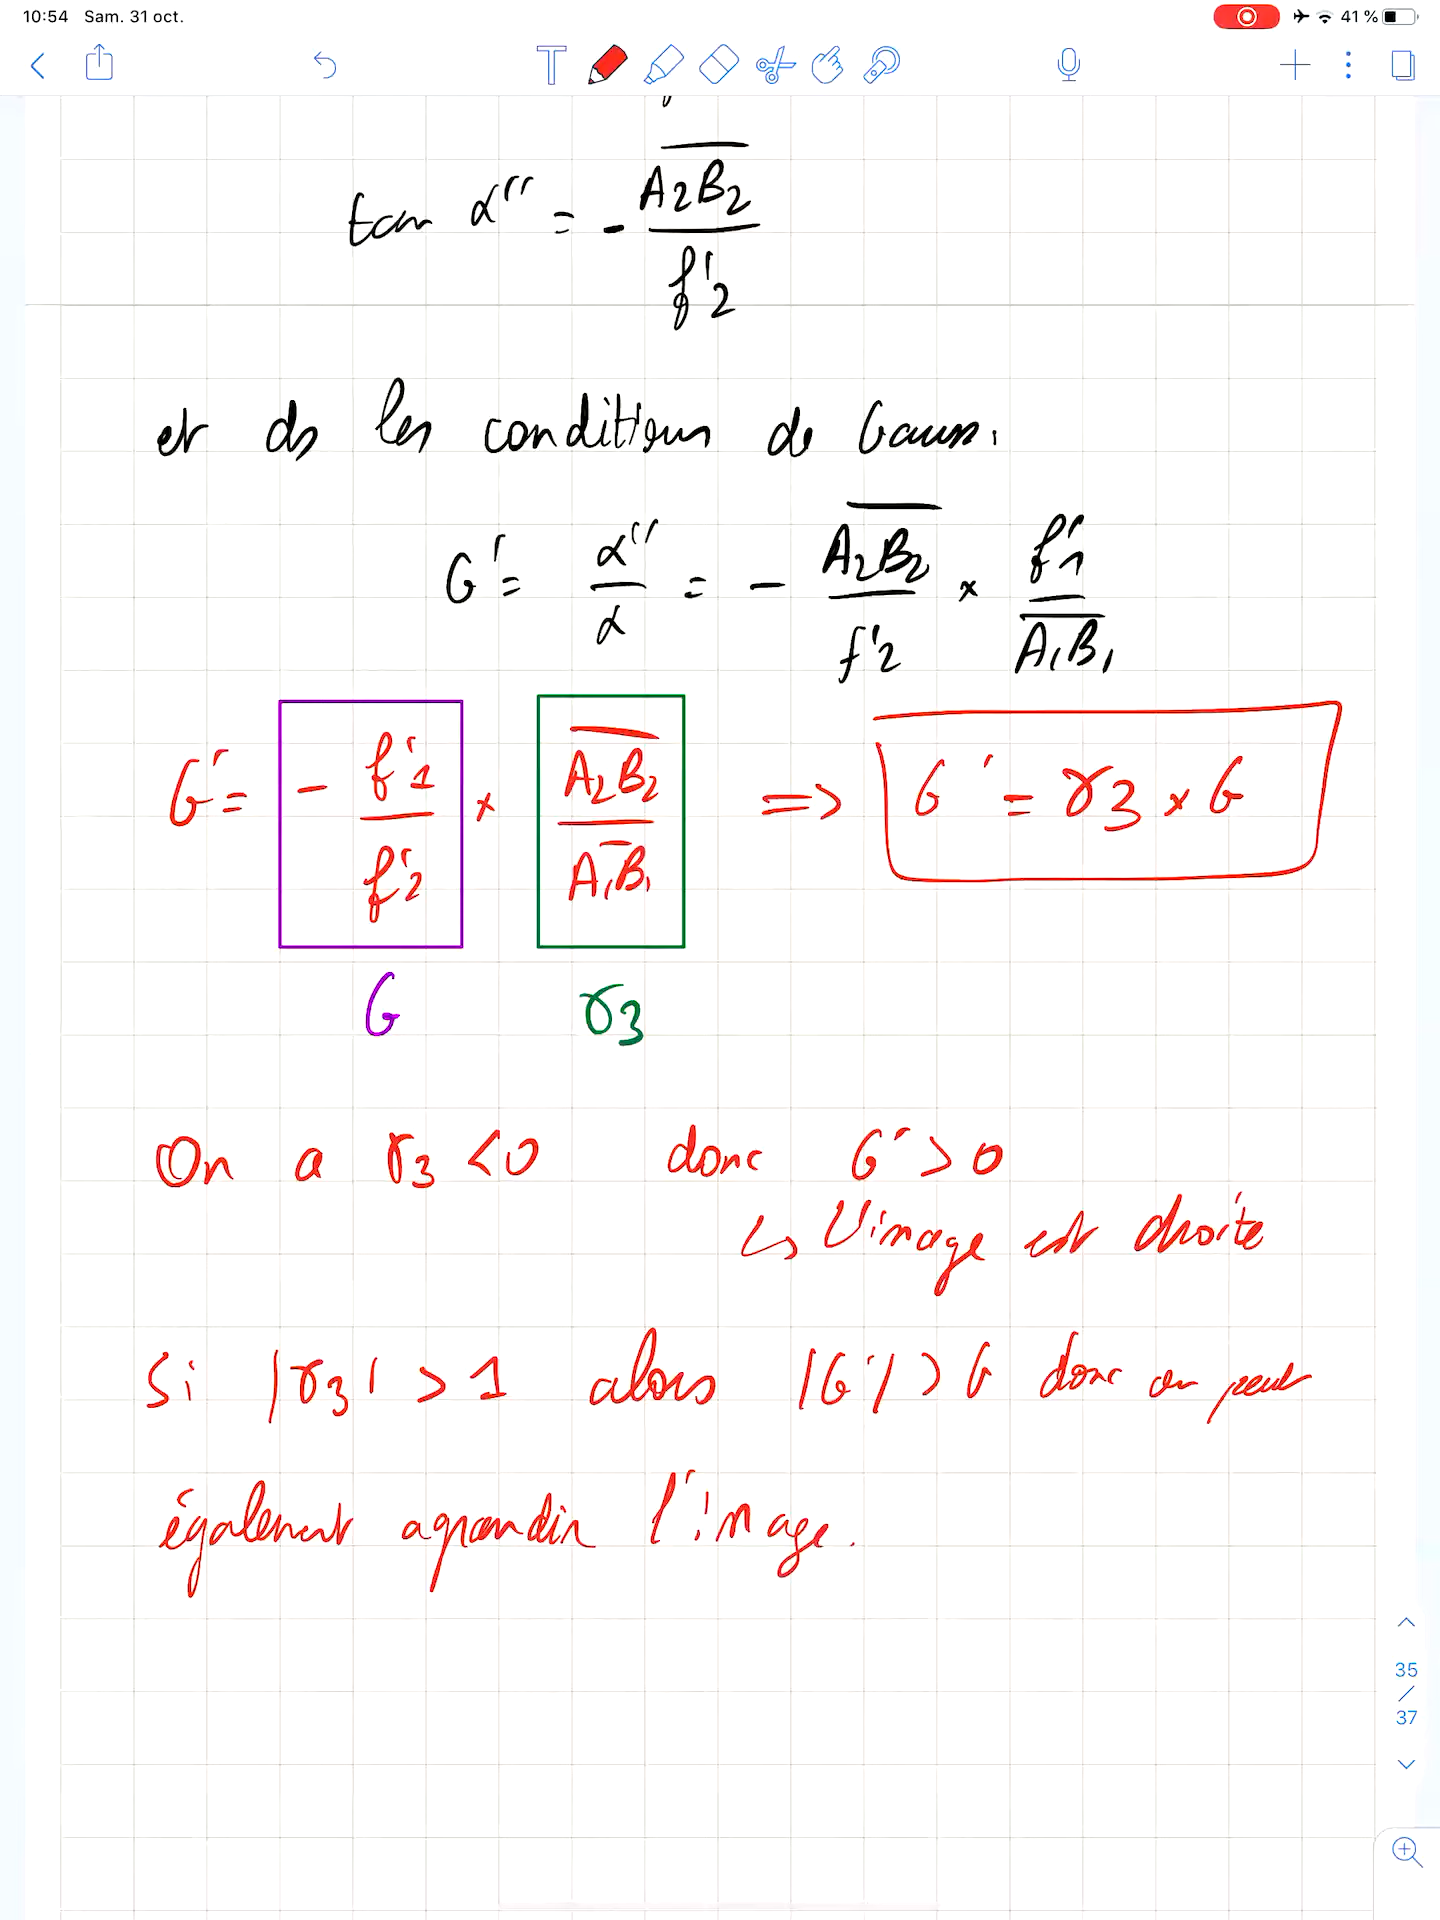 10:54 Sam. 31 oct. 41 %
T
tan α'' = - A2B2 / f'2
et ds les conditions de Gauss.
G' = α'' / α = - A2B2 / f'2 × f'1 / A1B1
G' = - f'1 / f'2 × A2B2 / A1B1 => G' = γ3 × G
G γ3
On a γ3 < 0 donc G' > 0
↳ l'image est droite
Si |γ3| > 1 alors |G'| > G donc on peut
également agrandir l'image.
35
/
37